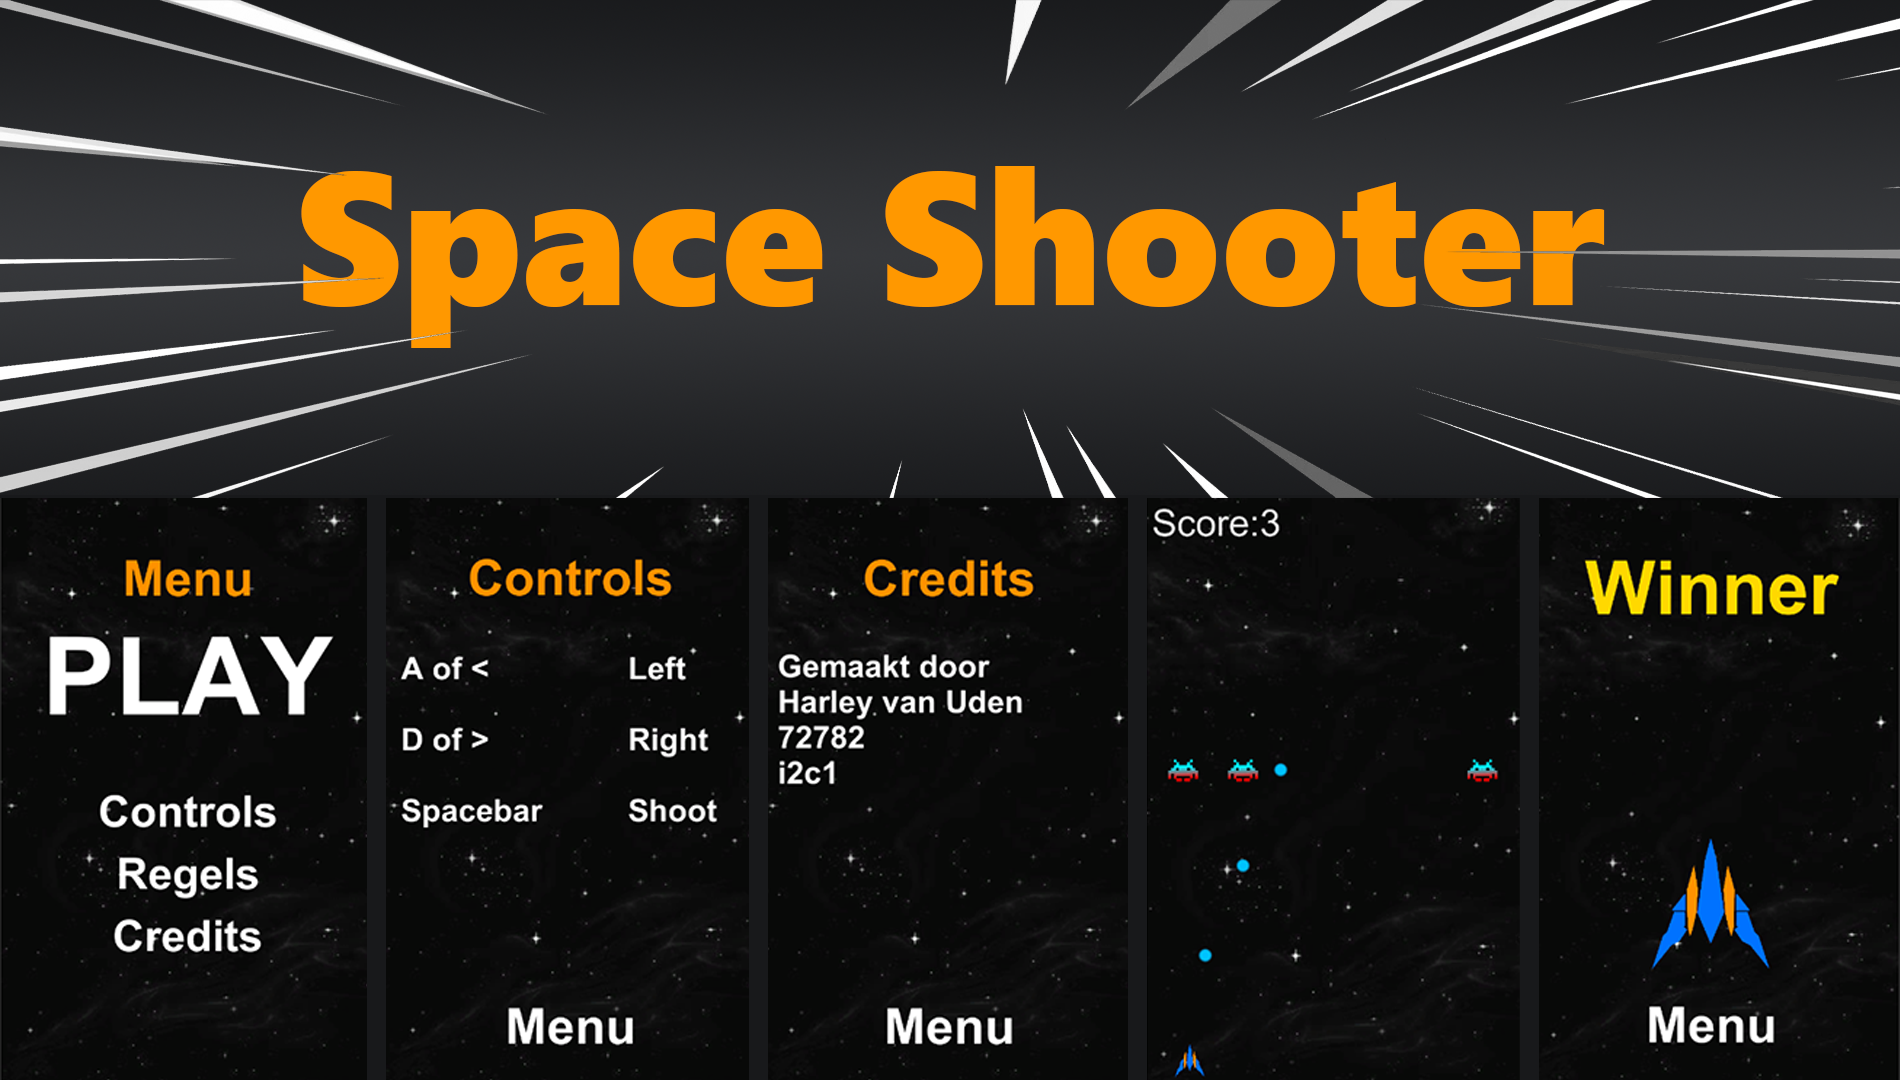 Space Shooter
Menu
PLAY
Controls
Regels
Credits
Controls
A of < Left
D of > Right
Spacebar Shoot
Menu
Credits
Gemaakt door
Harley van Uden
72782
i2c1
Menu
Score:3
Winner
Menu